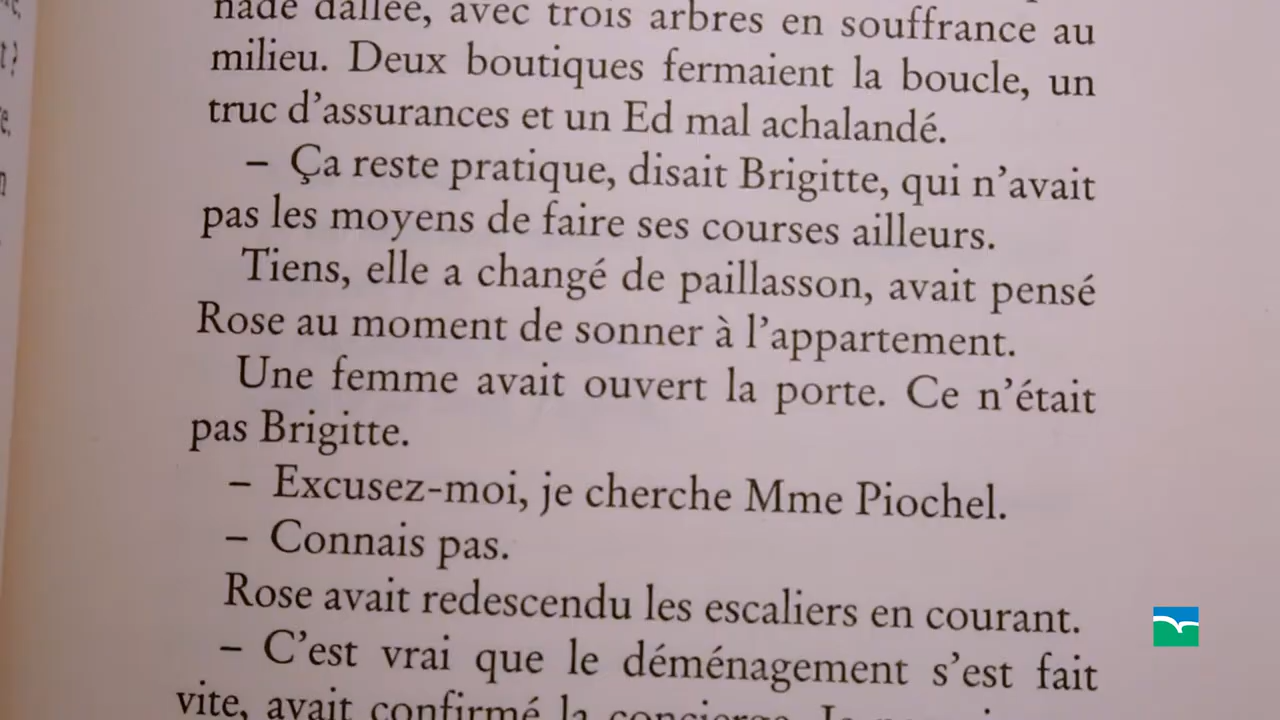 nade dallée, avec trois arbres en souffrance au
milieu. Deux boutiques fermaient la boucle, un
truc d'assurances et un Ed mal achalandé.
– Ça reste pratique, disait Brigitte, qui n'avait
pas les moyens de faire ses courses ailleurs.
Tiens, elle a changé de paillasson, avait pensé
Rose au moment de sonner à l'appartement.
Une femme avait ouvert la porte. Ce n'était
pas Brigitte.
– Excusez-moi, je cherche Mme Piochel.
– Connais pas.
Rose avait redescendu les escaliers en courant.
– C'est vrai que le déménagement s'est fait
vite, avait confirmé la concierge.